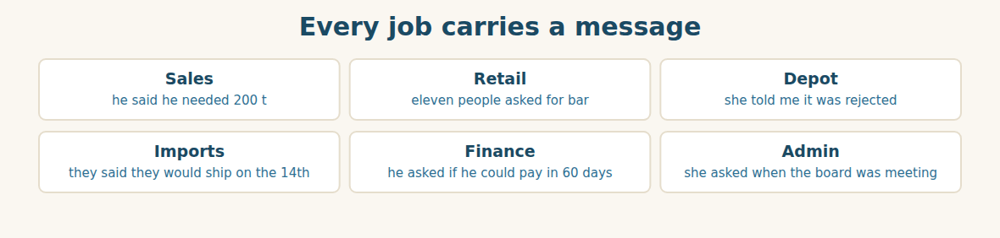 Every job carries a message
Sales
he said he needed 200 t
Retail
eleven people asked for bar
Depot
she told me it was rejected
Imports
they said they would ship on the 14th
Finance
he asked if he could pay in 60 days
Admin
she asked when the board was meeting